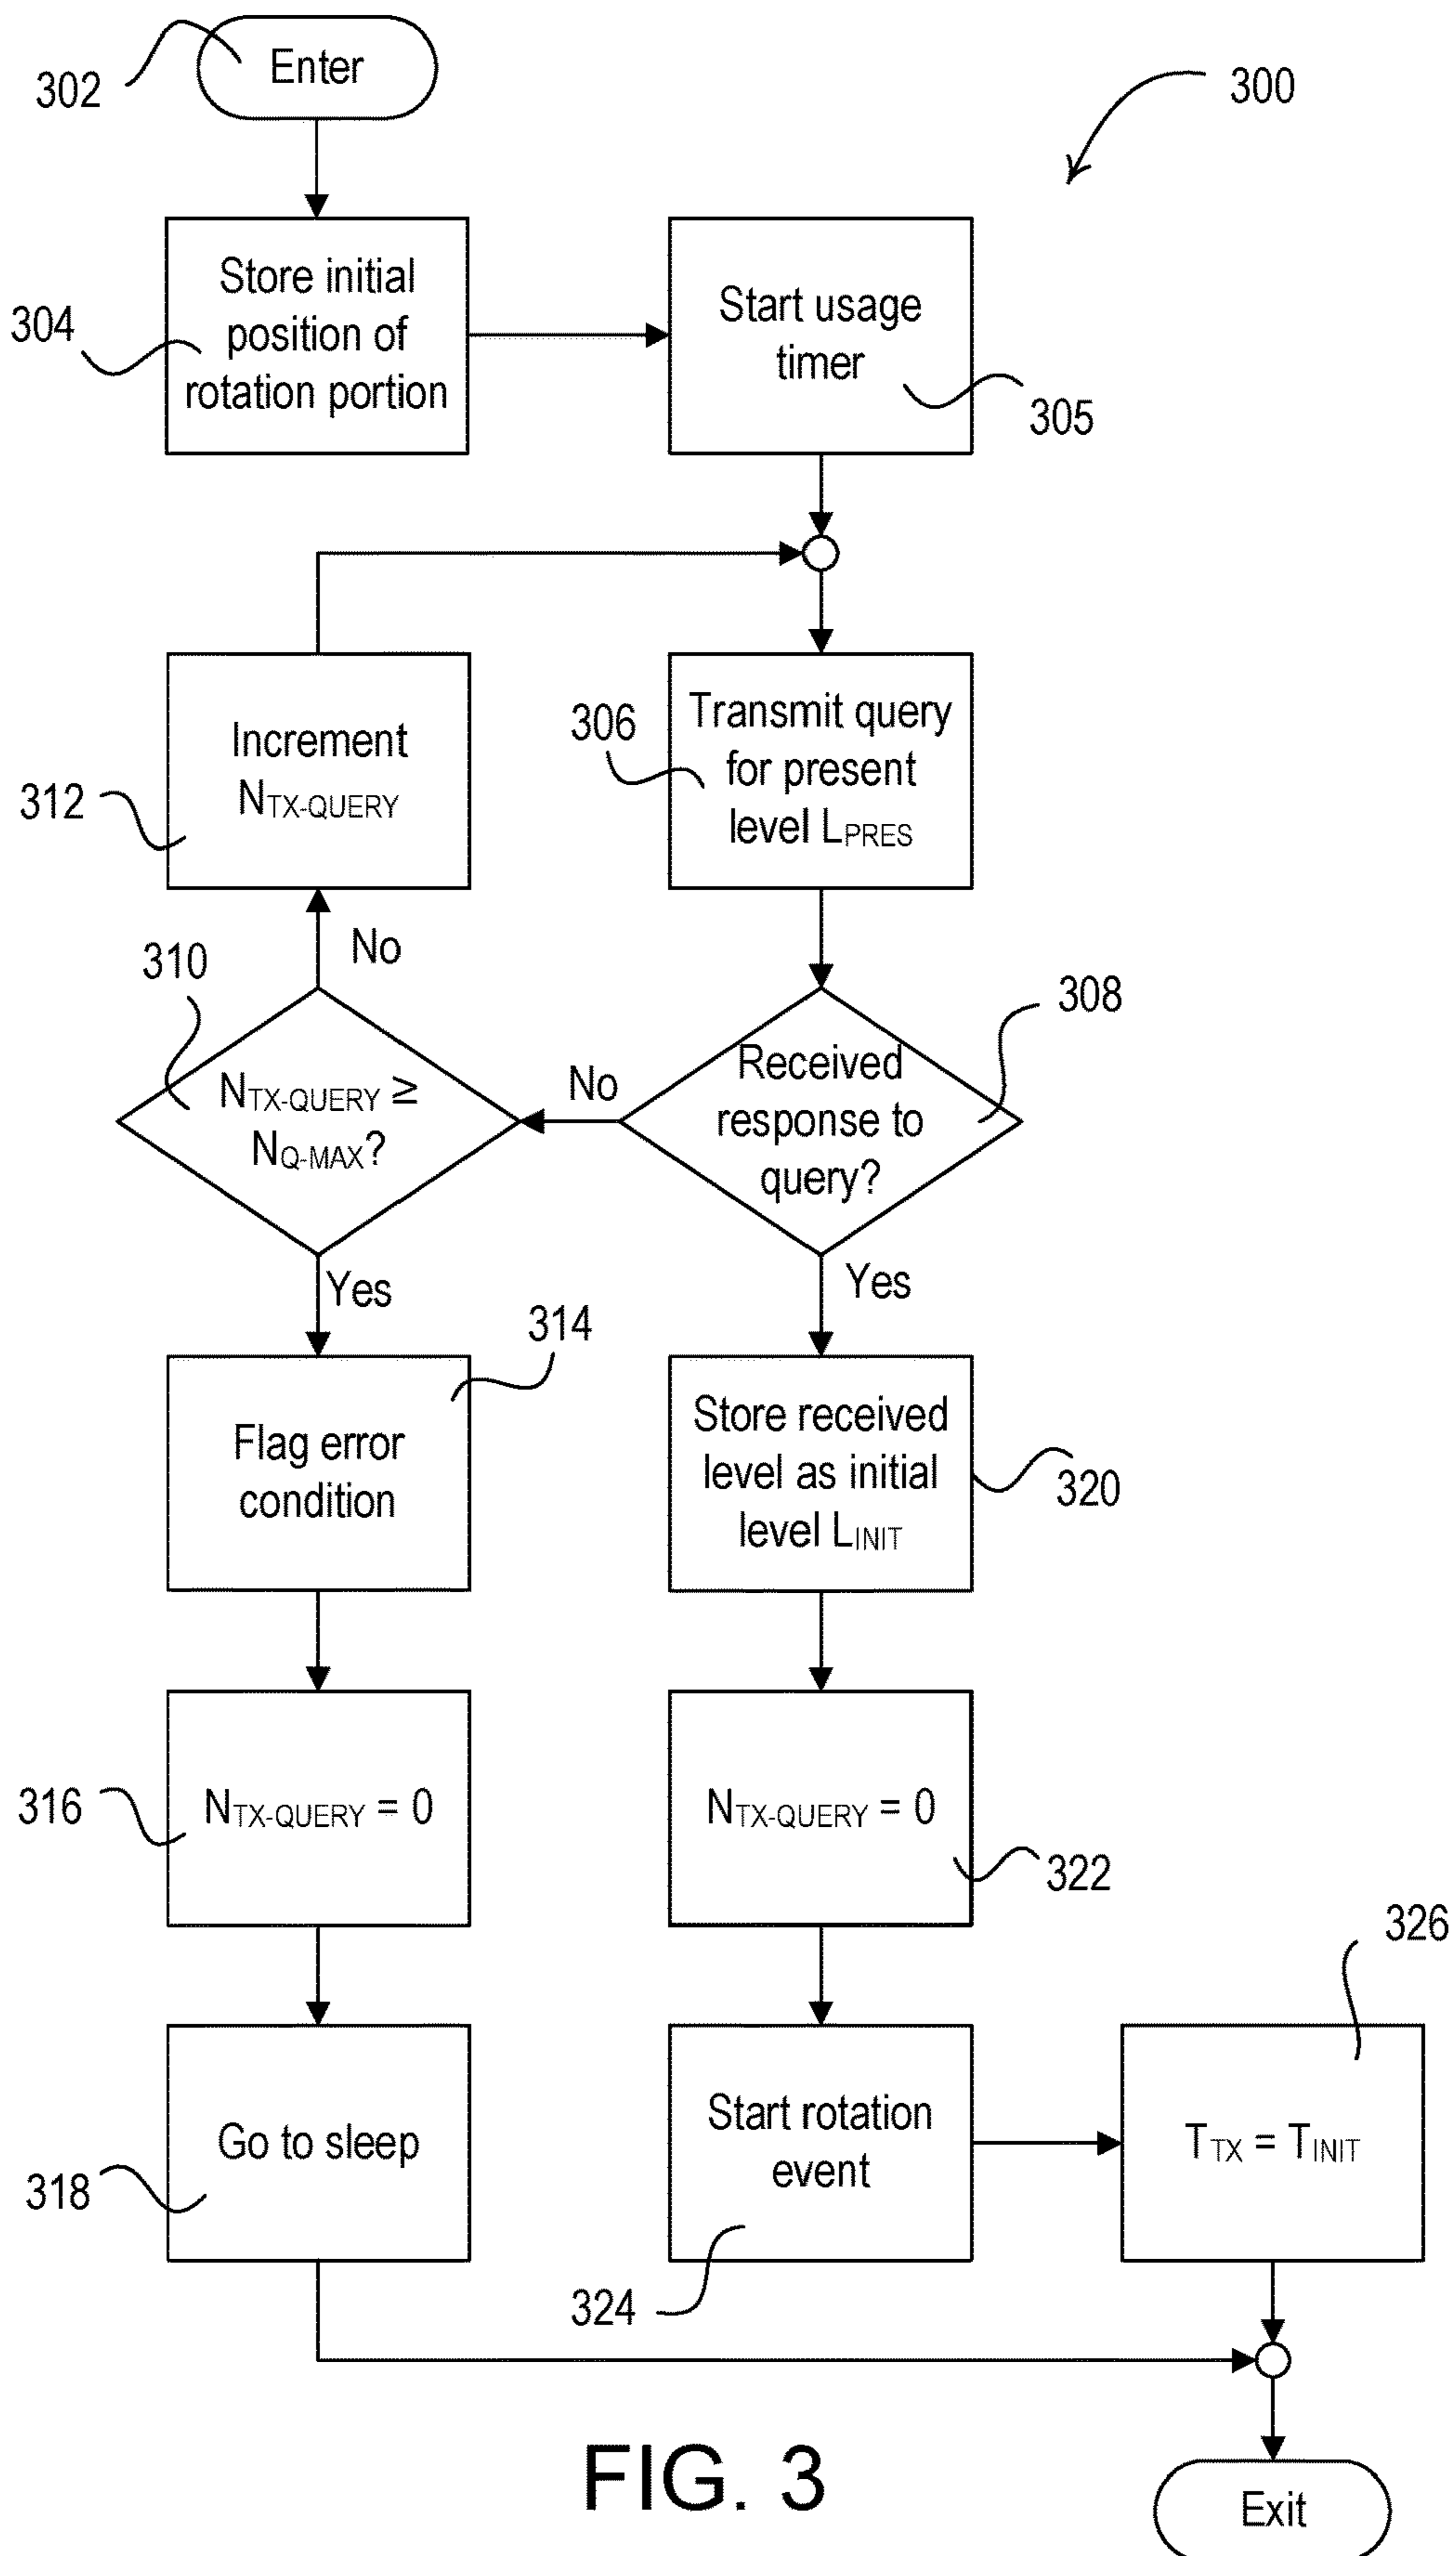 302
Enter
300
304
Store initial
position of
rotation portion
Start usage
timer
305
312
Increment
NTX-QUERY
306
Transmit query
for present
level LPRES
310
No
308
NTX-QUERY ≥
NQ-MAX?
No
Received
response to
query?
Yes
Yes
314
Flag error
condition
Store received
level as initial
level LINIT
320
316
NTX-QUERY = 0
NTX-QUERY = 0
322
326
318
Go to sleep
Start rotation
event
324
TTX = TINIT
FIG. 3
Exit